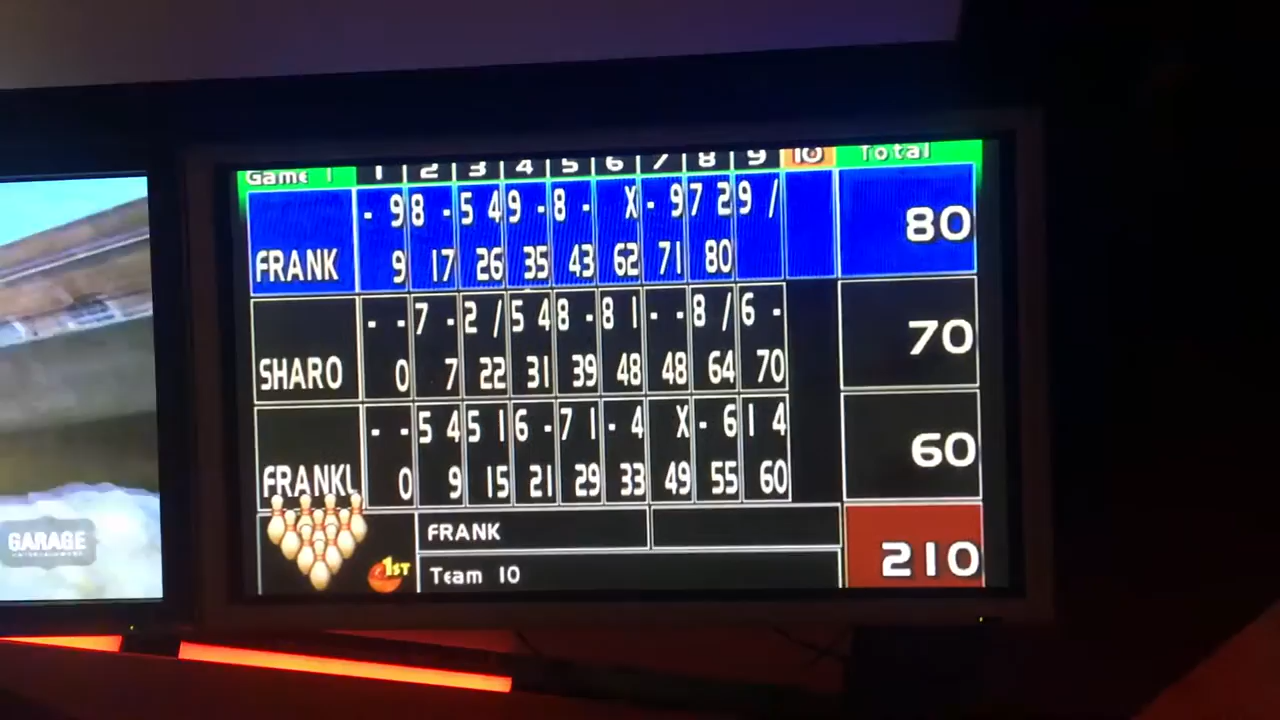 Game 1 1 2 3 4 5 6 7 8 9 10 Total
- 9 8 - 5 4 9 - 8 - X - 9 7 2 9 /
FRANK 9 17 26 35 43 62 71 80 80
- - 7 - 2 / 5 4 8 - 8 1 - - 8 / 6 -
SHARO 0 7 22 31 39 48 48 64 70 70
- - 5 4 5 1 6 - 7 1 - 4 X - 6 1 4
FRANKL 0 9 15 21 29 33 49 55 60 60
FRANK
1ST Team 10 210
GARAGE